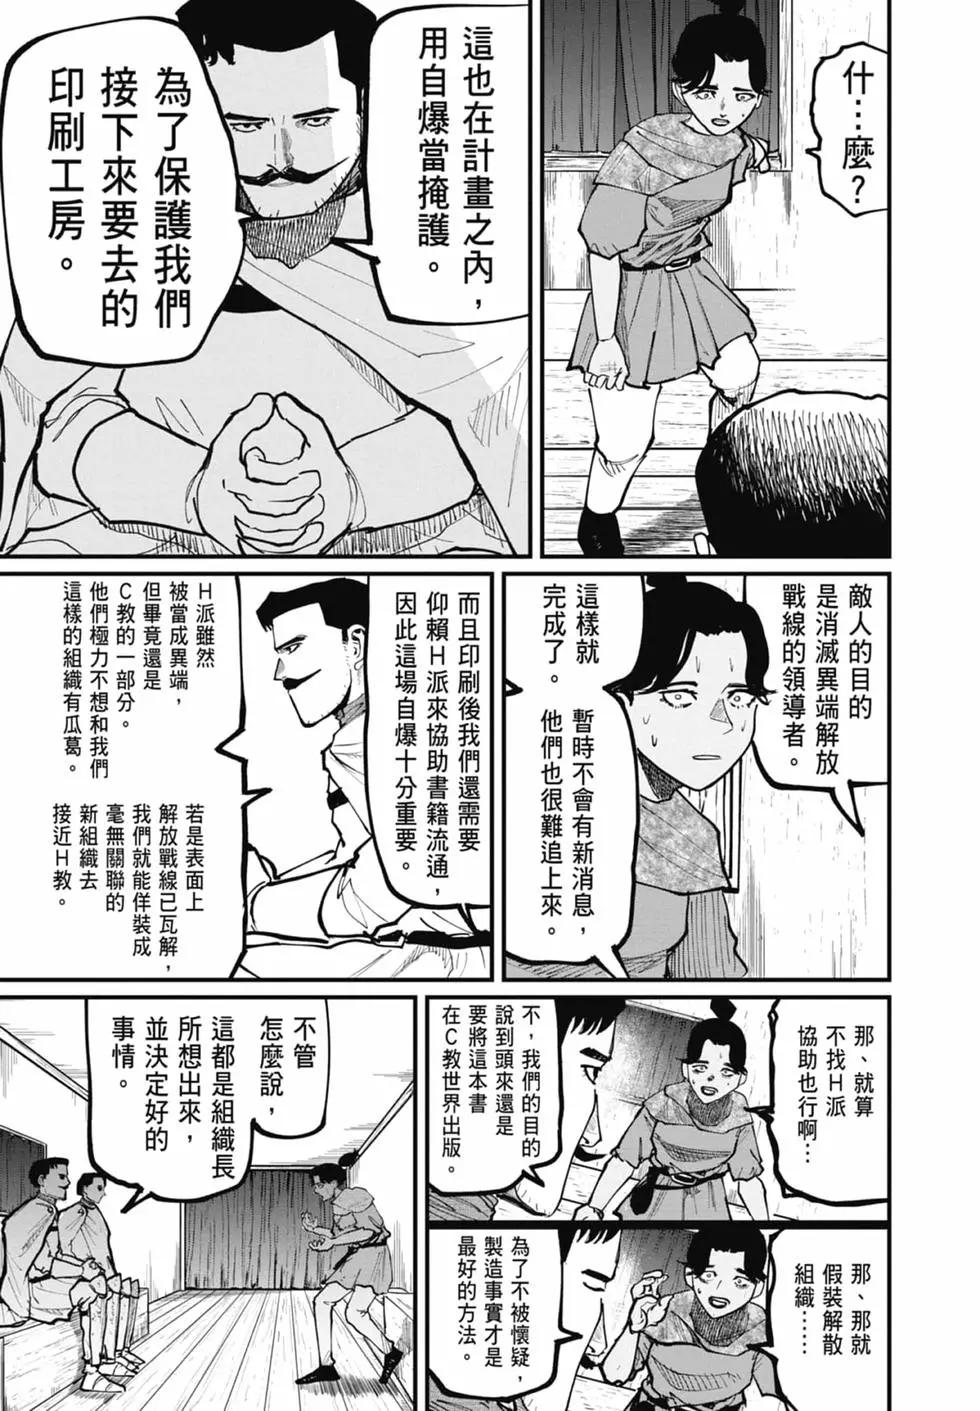 什…麼?
這也在計畫之內，
用自爆當掩護。
為了保護我們
接下來要去的
印刷工房。
敵人的目的
是消滅異端解放
戰線的領導者。
這樣就
完成了。
暫時不會有新消息，
他們也很難追上來。
而且印刷後我們還需要
仰賴H派來協助書籍流通，
因此這場自爆十分重要。
H派雖然
被當成異端，
但畢竟還是
C教的一部分。
他們極力不想和我們
這樣的組織有瓜葛。
若是表面上
解放戰線已瓦解，
我們就能佯裝成
毫無關聯的
新組織去
接近H教。
那、就算
不找H派
協助也行啊…
不，我們的目的
說到頭來還是
要將這本書
在C教世界出版。
那、那就
假裝解散
組織……
為了不被懷疑，
製造事實才是
最好的方法。
不管
怎麼說，
這都是組織長
所想出來，
並決定好的
事情。